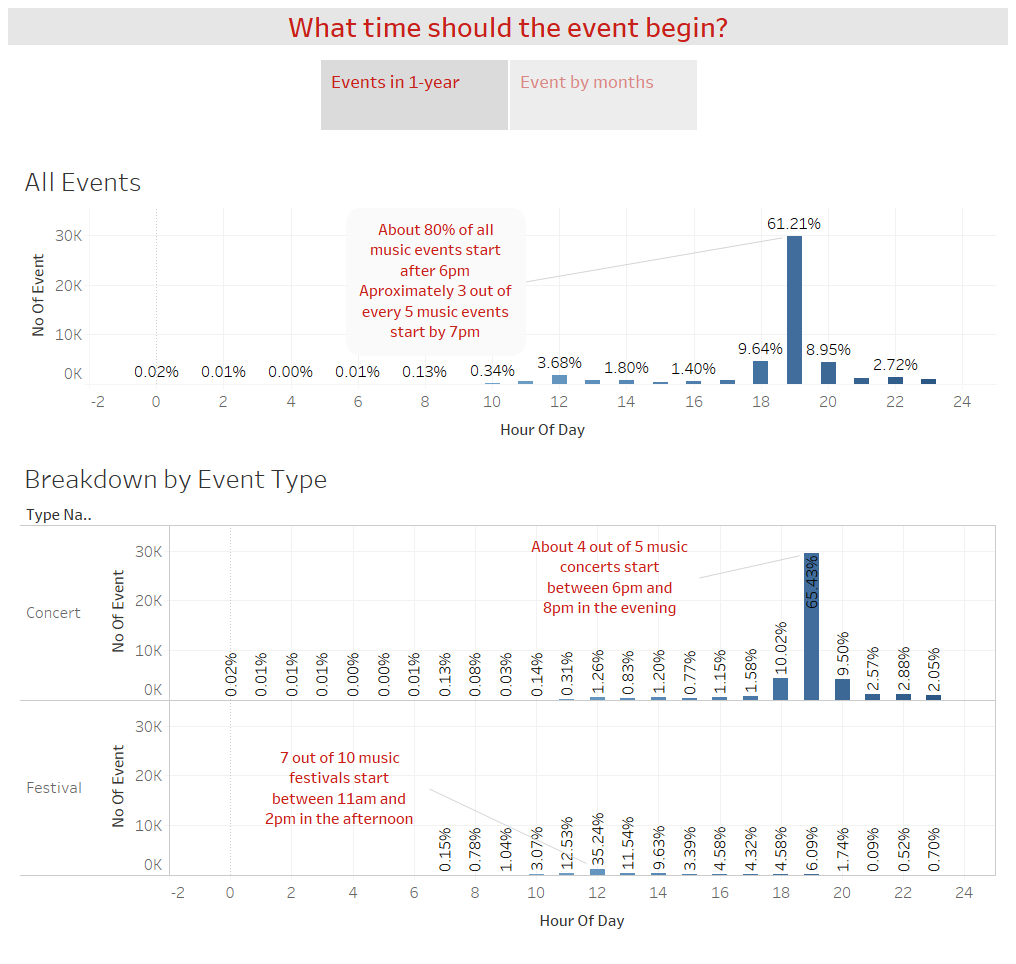 What time should the event begin?
Events in 1-year
Event by months
All Events
No Of Event
30K
20K
10K
0K
About 80% of all
music events start
after 6pm
Aproximately 3 out of
every 5 music events
start by 7pm
0.02% 0.01% 0.00% 0.01% 0.13% 0.34% 3.68% 1.80% 1.40% 9.64% 61.21% 8.95% 2.72%
-2 0 2 4 6 8 10 12 14 16 18 20 22 24
Hour Of Day
Breakdown by Event Type
Type Na..
Concert
No Of Event
30K
20K
10K
0K
About 4 out of 5 music
concerts start
between 6pm and
8pm in the evening
0.02% 0.01% 0.01% 0.01% 0.00% 0.00% 0.01% 0.13% 0.08% 0.03% 0.14% 0.31% 1.26% 0.83% 1.20% 0.77% 1.15% 1.58% 10.02% 65.43% 9.50% 2.57% 2.88% 2.05%
Festival
No Of Event
30K
20K
10K
0K
7 out of 10 music
festivals start
between 11am and
2pm in the afternoon
0.15% 0.78% 1.04% 3.07% 12.53% 35.24% 11.54% 9.63% 3.39% 4.58% 4.32% 4.58% 6.09% 1.74% 0.09% 0.52% 0.70%
-2 0 2 4 6 8 10 12 14 16 18 20 22 24
Hour Of Day